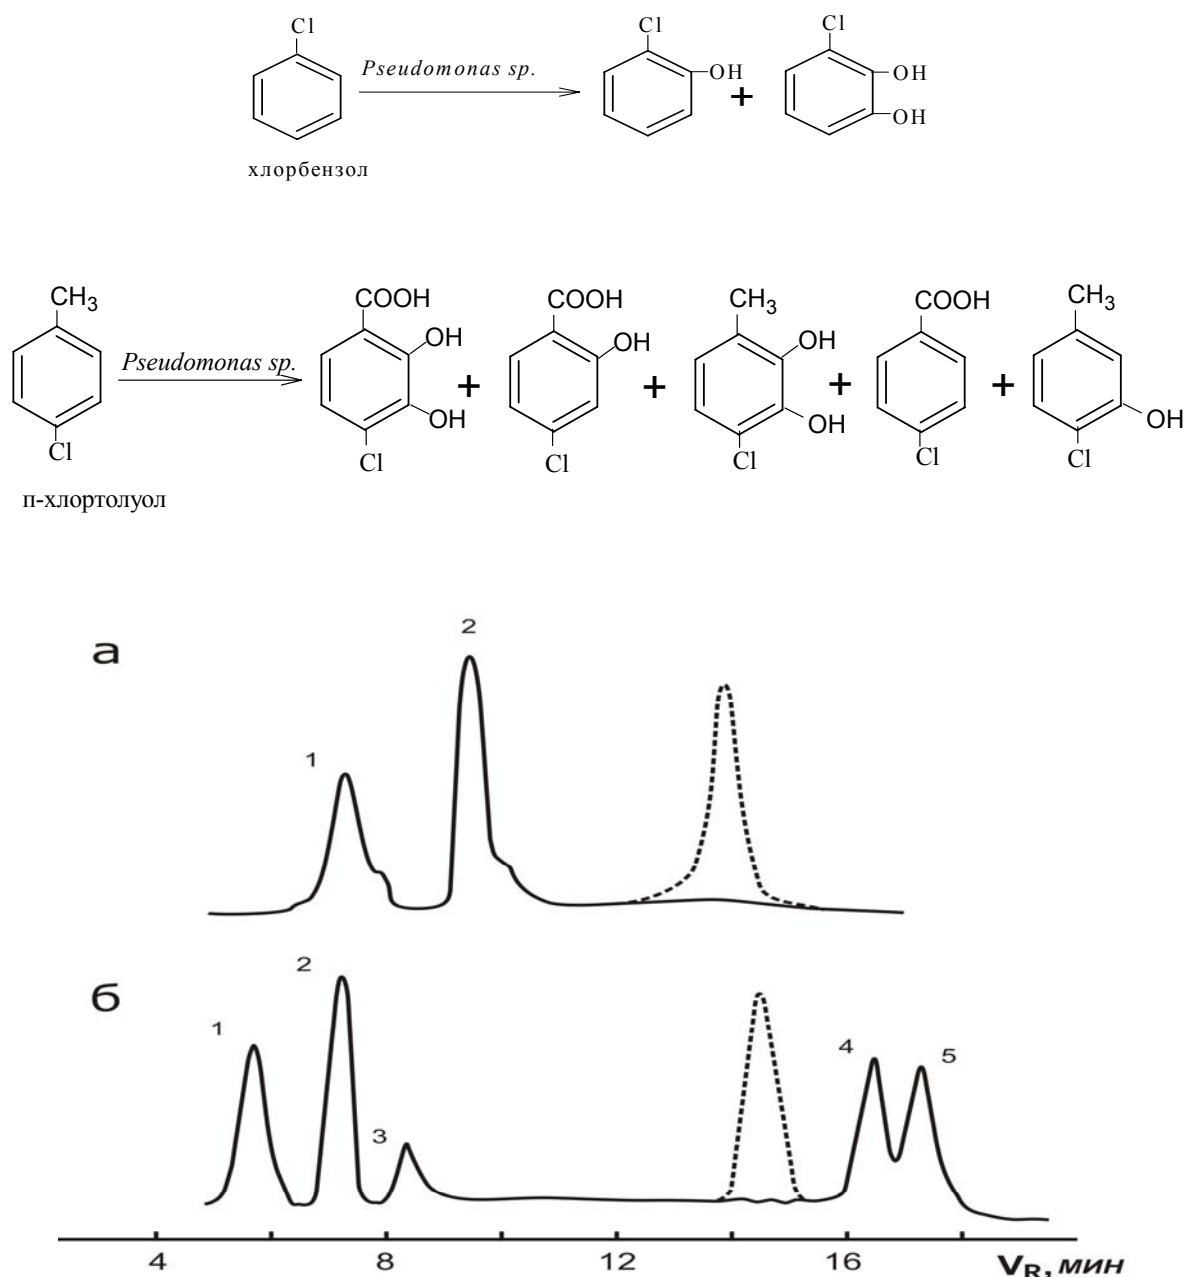 Cl
Cl
Cl
Pseudomonas sp.
OH
+
OH
OH
хлорбензол
CH₃
COOH
COOH
CH₃
COOH
CH₃
Pseudomonas sp.
OH
OH
OH
+
+
+
+
OH
OH
OH
Cl
Cl
Cl
Cl
Cl
Cl
п-хлортолуол
а
2
1
б
2
1
3
4
5
4
8
12
16
V_R, мин